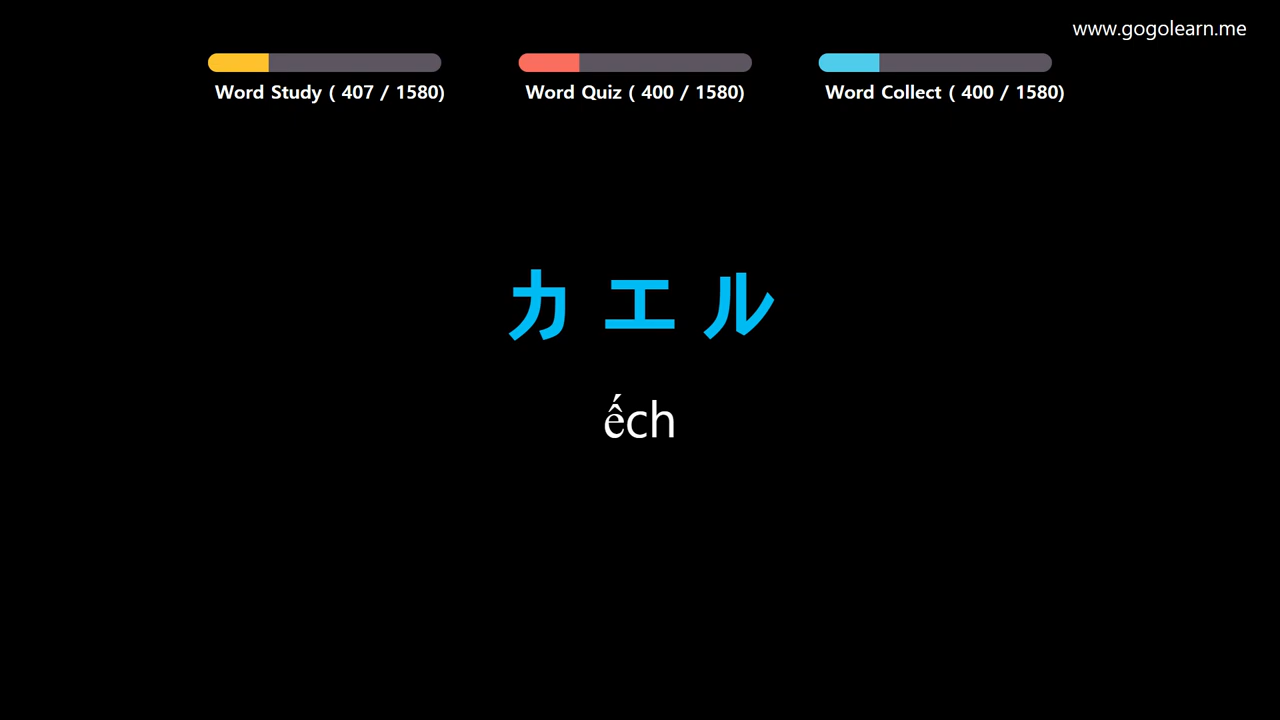 www.gogolearn.me
Word Study ( 407 / 1580)
Word Quiz ( 400 / 1580)
Word Collect ( 400 / 1580)
カエル
ếch